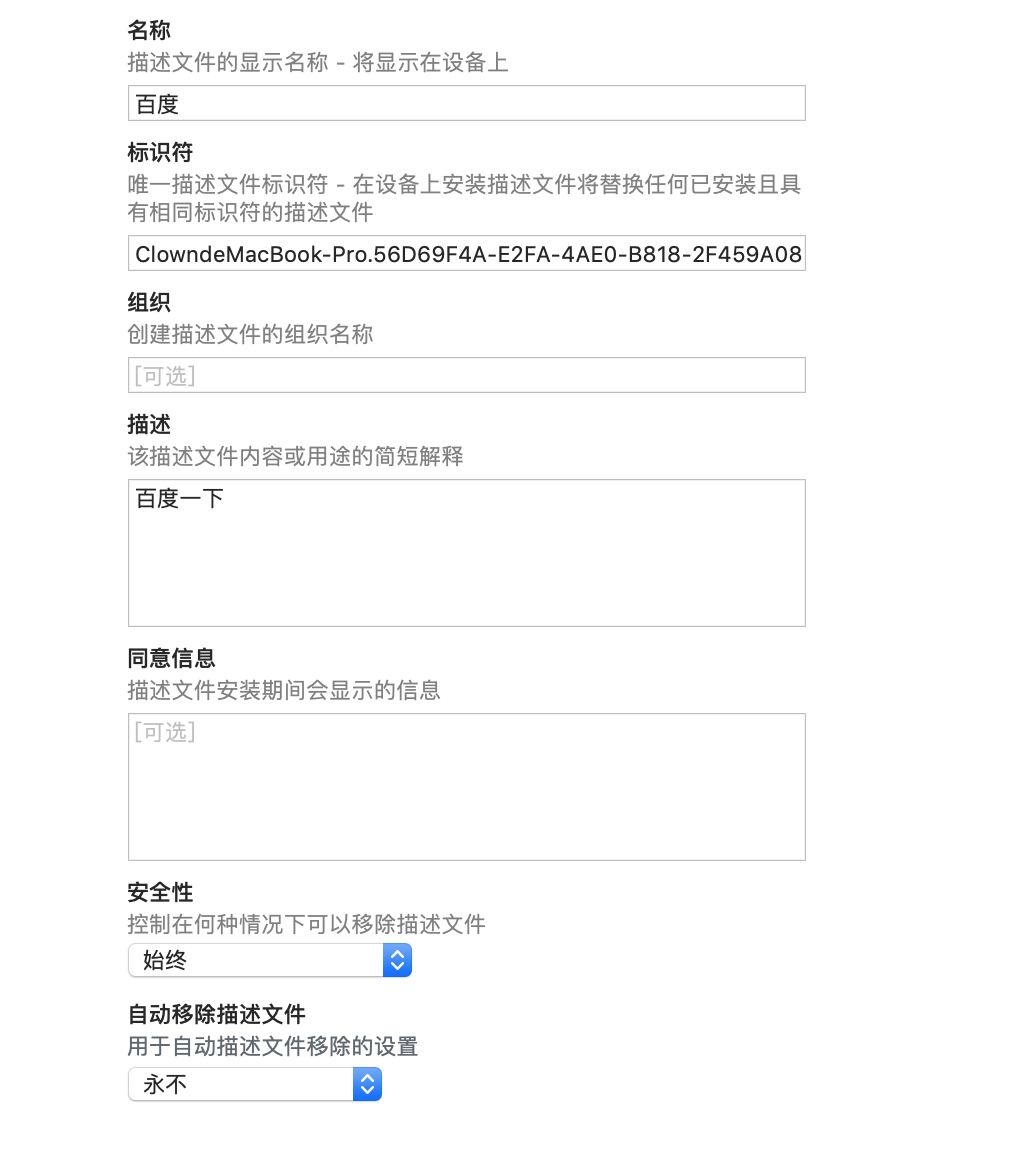 名称
描述文件的显示名称 - 将显示在设备上
百度
标识符
唯一描述文件标识符 - 在设备上安装描述文件将替换任何已安装且具
有相同标识符的描述文件
ClowndeMacBook-Pro.56D69F4A-E2FA-4AE0-B818-2F459A08
组织
创建描述文件的组织名称
[可选]
描述
该描述文件内容或用途的简短解释
百度一下
同意信息
描述文件安装期间会显示的信息
[可选]
安全性
控制在何种情况下可以移除描述文件
始终
自动移除描述文件
用于自动描述文件移除的设置
永不